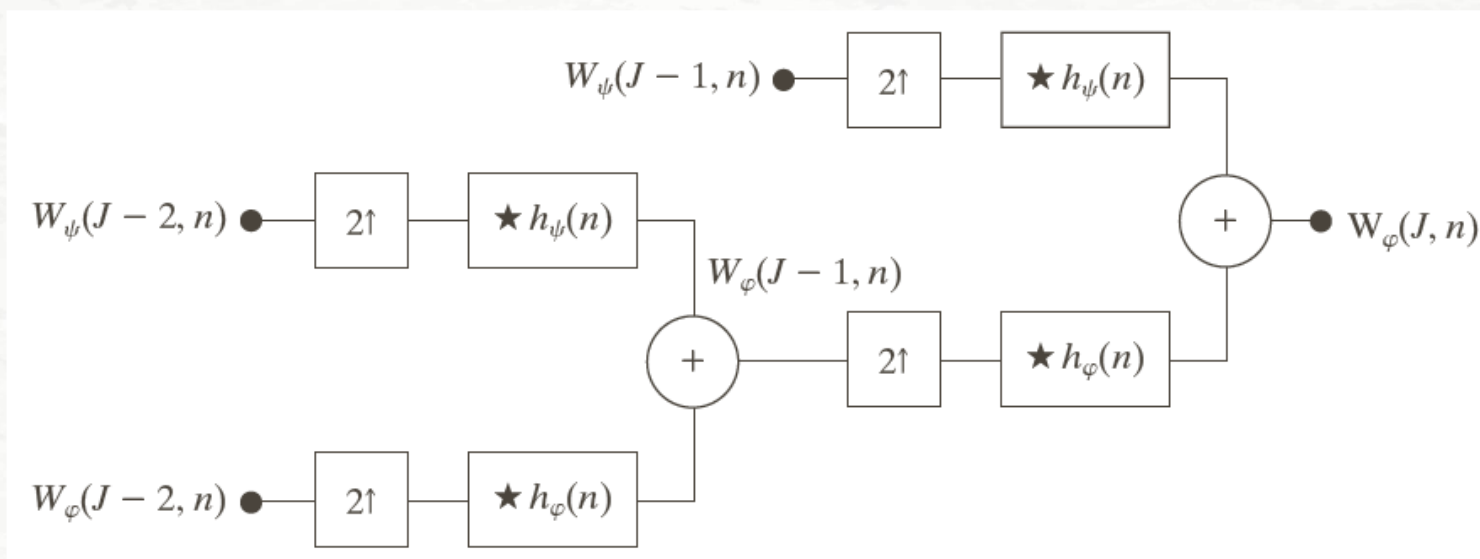 W_ψ(J − 1, n) 2↑ ★ h_ψ(n)
W_ψ(J − 2, n) 2↑ ★ h_ψ(n) + W_φ(J, n)
W_φ(J − 1, n)
+ 2↑ ★ h_φ(n)
W_φ(J − 2, n) 2↑ ★ h_φ(n)